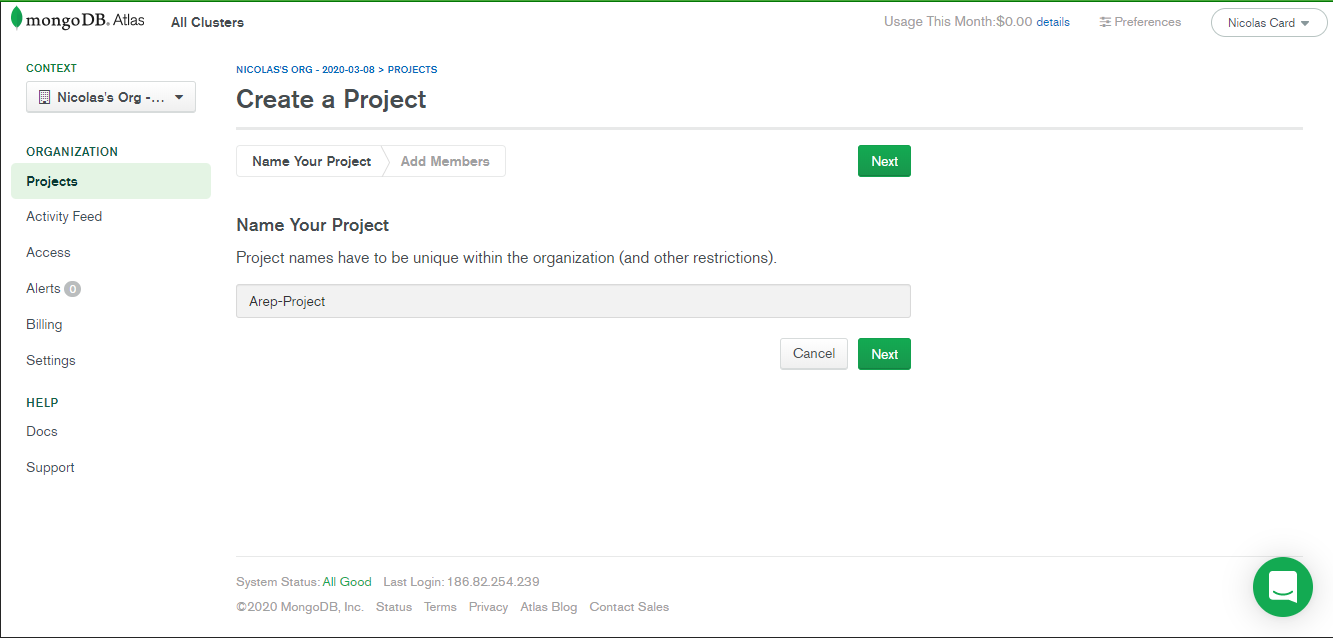 mongoDB. Atlas All Clusters Usage This Month:$0.00 details Preferences Nicolas Card
CONTEXT
Nicolas's Org -...
ORGANIZATION
Projects
Activity Feed
Access
Alerts 0
Billing
Settings
HELP
Docs
Support
NICOLAS'S ORG - 2020-03-08 > PROJECTS
Create a Project
Name Your Project Add Members Next
Name Your Project
Project names have to be unique within the organization (and other restrictions).
Arep-Project
Cancel Next
System Status: All Good Last Login: 186.82.254.239
©2020 MongoDB, Inc. Status Terms Privacy Atlas Blog Contact Sales